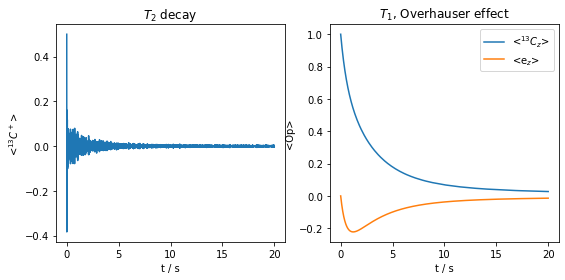 T₂ decay
<¹³C⁺>
0.4
0.2
0.0
−0.2
−0.4
0
5
10
15
20
t / s
T₁, Overhauser effect
<Op>
1.0
0.8
0.6
0.4
0.2
0.0
−0.2
0
5
10
15
20
t / s
<¹³C_z>
<e_z>